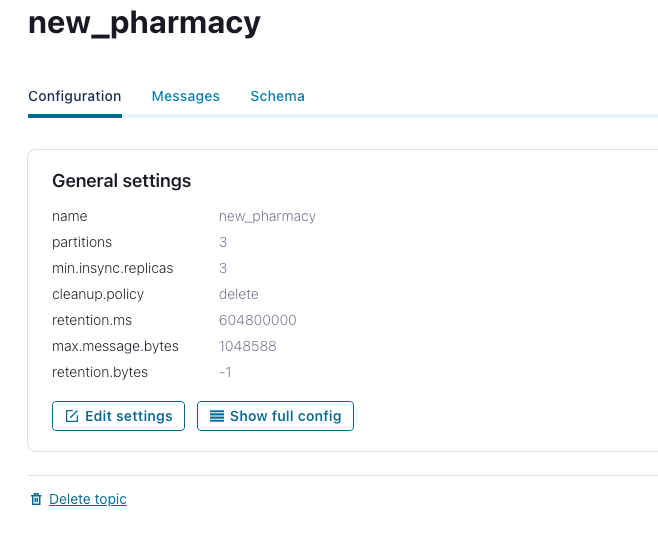 new_pharmacy
Configuration Messages Schema
General settings
name new_pharmacy
partitions 3
min.insync.replicas 3
cleanup.policy delete
retention.ms 604800000
max.message.bytes 1048588
retention.bytes -1
Edit settings Show full config
Delete topic